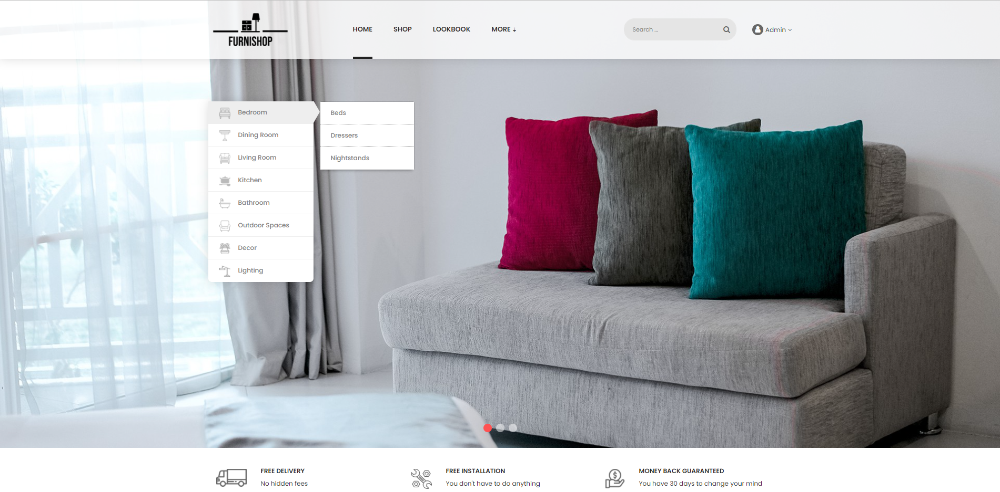 FURNISHOP
HOME
SHOP
LOOKBOOK
MORE
Search ...
Admin
Bedroom
Dining Room
Living Room
Kitchen
Bathroom
Outdoor Spaces
Decor
Lighting
Beds
Dressers
Nightstands
FREE DELIVERY
No hidden fees
FREE INSTALLATION
You don't have to do anything
MONEY BACK GUARANTEED
You have 30 days to change your mind